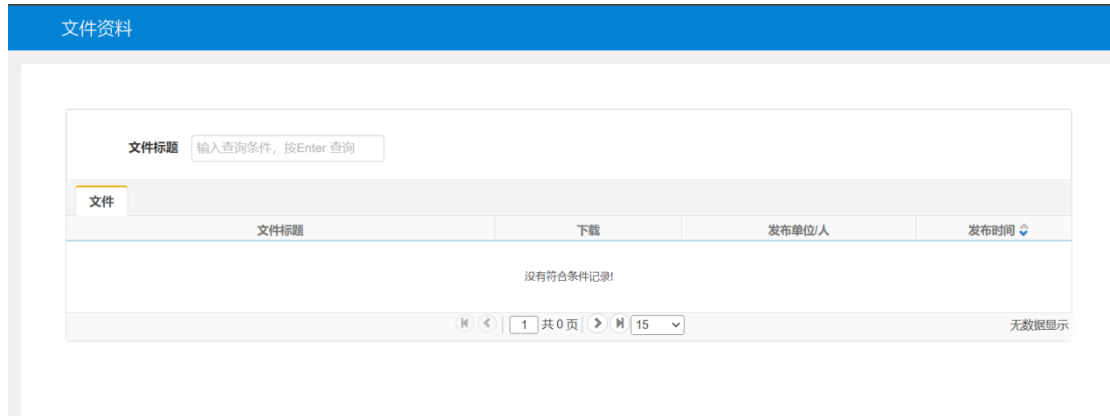 文件资料
文件标题 输入查询条件，按Enter 查询
文件
文件标题 下载 发布单位/人 发布时间
没有符合条件记录!
1 共 0 页 15 无数据显示